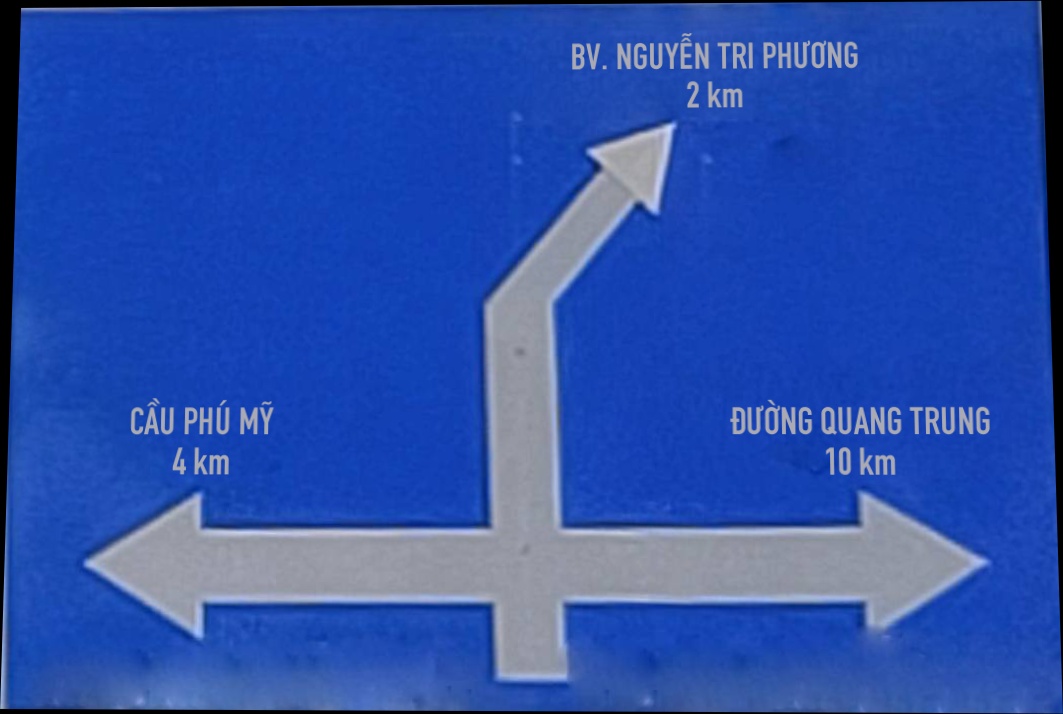 BV. NGUYỄN TRI PHƯƠNG
2 km
CẦU PHÚ MỸ
4 km
ĐƯỜNG QUANG TRUNG
10 km